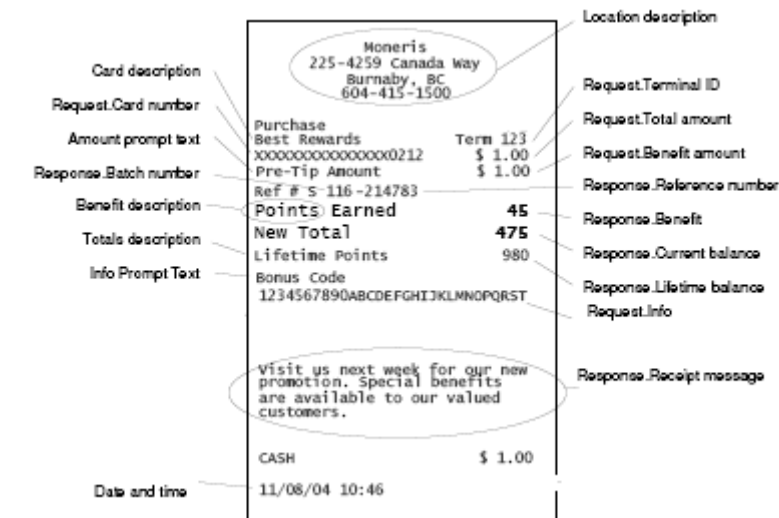 Location description
Moneris
225-4259 Canada Way
Burnaby, BC
604-415-1500
Card description
Request.Terminal ID
Request.Card number
Request.Total amount
Purchase
Best Rewards Term 123
Amount prompt text
XXXXXXXXXXXXXXX0212 $ 1.00
Request.Benefit amount
Pre-Tip Amount $ 1.00
Response.Batch number
Response.Reference number
Ref # S-116-214783
Benefit description
Points Earned 45
Response.Benefit
New Total 475
Totals description
Response.Current balance
Lifetime Points 980
Info Prompt Text
Response.Lifetime balance
Bonus Code
1234567890ABCDEFGHIJKLMNOPQRST
Request.Info
Visit us next week for our new
promotion. Special benefits
are available to our valued
customers.
Response.Receipt message
CASH $ 1.00
Date and time
11/08/04 10:46